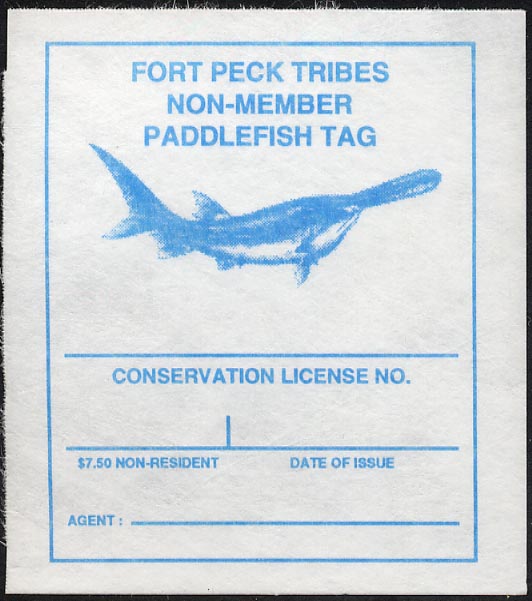 FORT PECK TRIBES
NON-MEMBER
PADDLEFISH TAG
CONSERVATION LICENSE NO.
$7.50 NON-RESIDENT DATE OF ISSUE
AGENT :